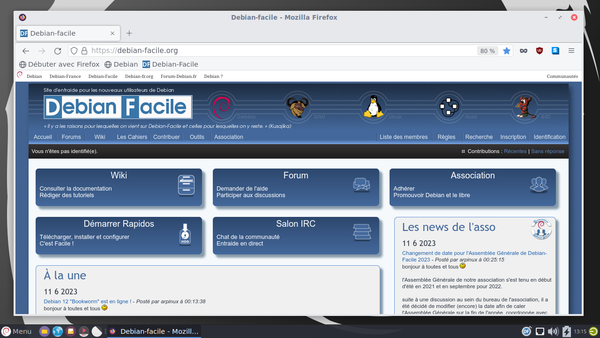 Debian-facile - Mozilla Firefox
DF Debian-facile
https://debian-facile.org
80 %
Débuter avec Firefox Debian Debian-Facile
Debian Debian-France Debian-Facile Debian-fr.org Forum-Debian.fr Debian ? Communautés
Site d'entraide pour les nouveaux utilisateurs de Debian
Debian Facile
« Il y a les raisons pour lesquelles on vient sur Debian-Facile et celles pour lesquelles on y reste. »
Accueil Forums Wiki Les Cahiers Contribuer Outils Association Liste des membres Règles Recherche Inscription Identification
Vous n'êtes pas identifié(e). Contributions : Récentes | Sans réponse
Wiki
Consulter la documentation
Rédiger des tutoriels
Forum
Demander de l'aide
Participer aux discussions
Association
Adhérer
Promouvoir Debian et le libre
Démarrer Rapidos
Télécharger, installer et configurer
C'est Facile !
Salon IRC
Chat de la communauté
Entraide en direct
Les news de l'asso
11 6 2023
Changement de date pour l'Assemblée Générale de Debian-
Facile 2023 - Posté par arpinux à 00:25:15
bonjour à toutes et tous
l'Assemblée Générale de notre association s'est tenu en début
d'été en 2021 et en septembre pour 2022.
suite à une discussion au sein du bureau de l'association, il a
été décidé de modifier (encore) la date afin de caler
l'Assemblée Générale sur la fin de l'année, coordonnée avec
À la une
11 6 2023
Debian 12 "Bookworm" est en ligne ! - Posté par arpinux à 00:13:38
bonjour à toutes et tous
Menu
Debian-facile - Mozill...
13:15